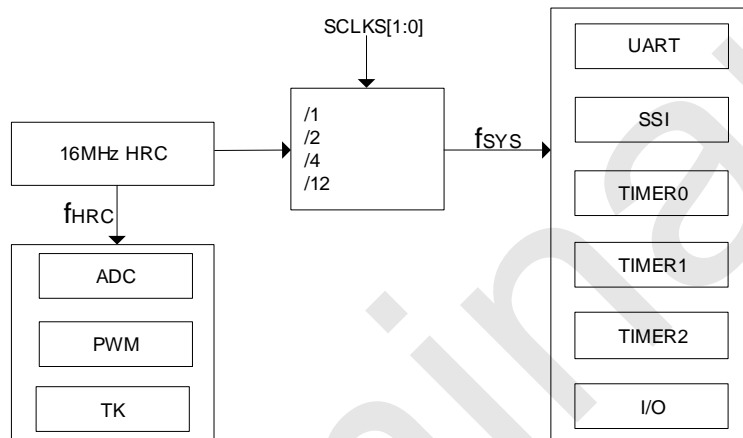 SCLKS[1:0]
/1
/2
/4
/12
16MHz HRC
fSYS
fHRC
ADC
PWM
TK
UART
SSI
TIMER0
TIMER1
TIMER2
I/O